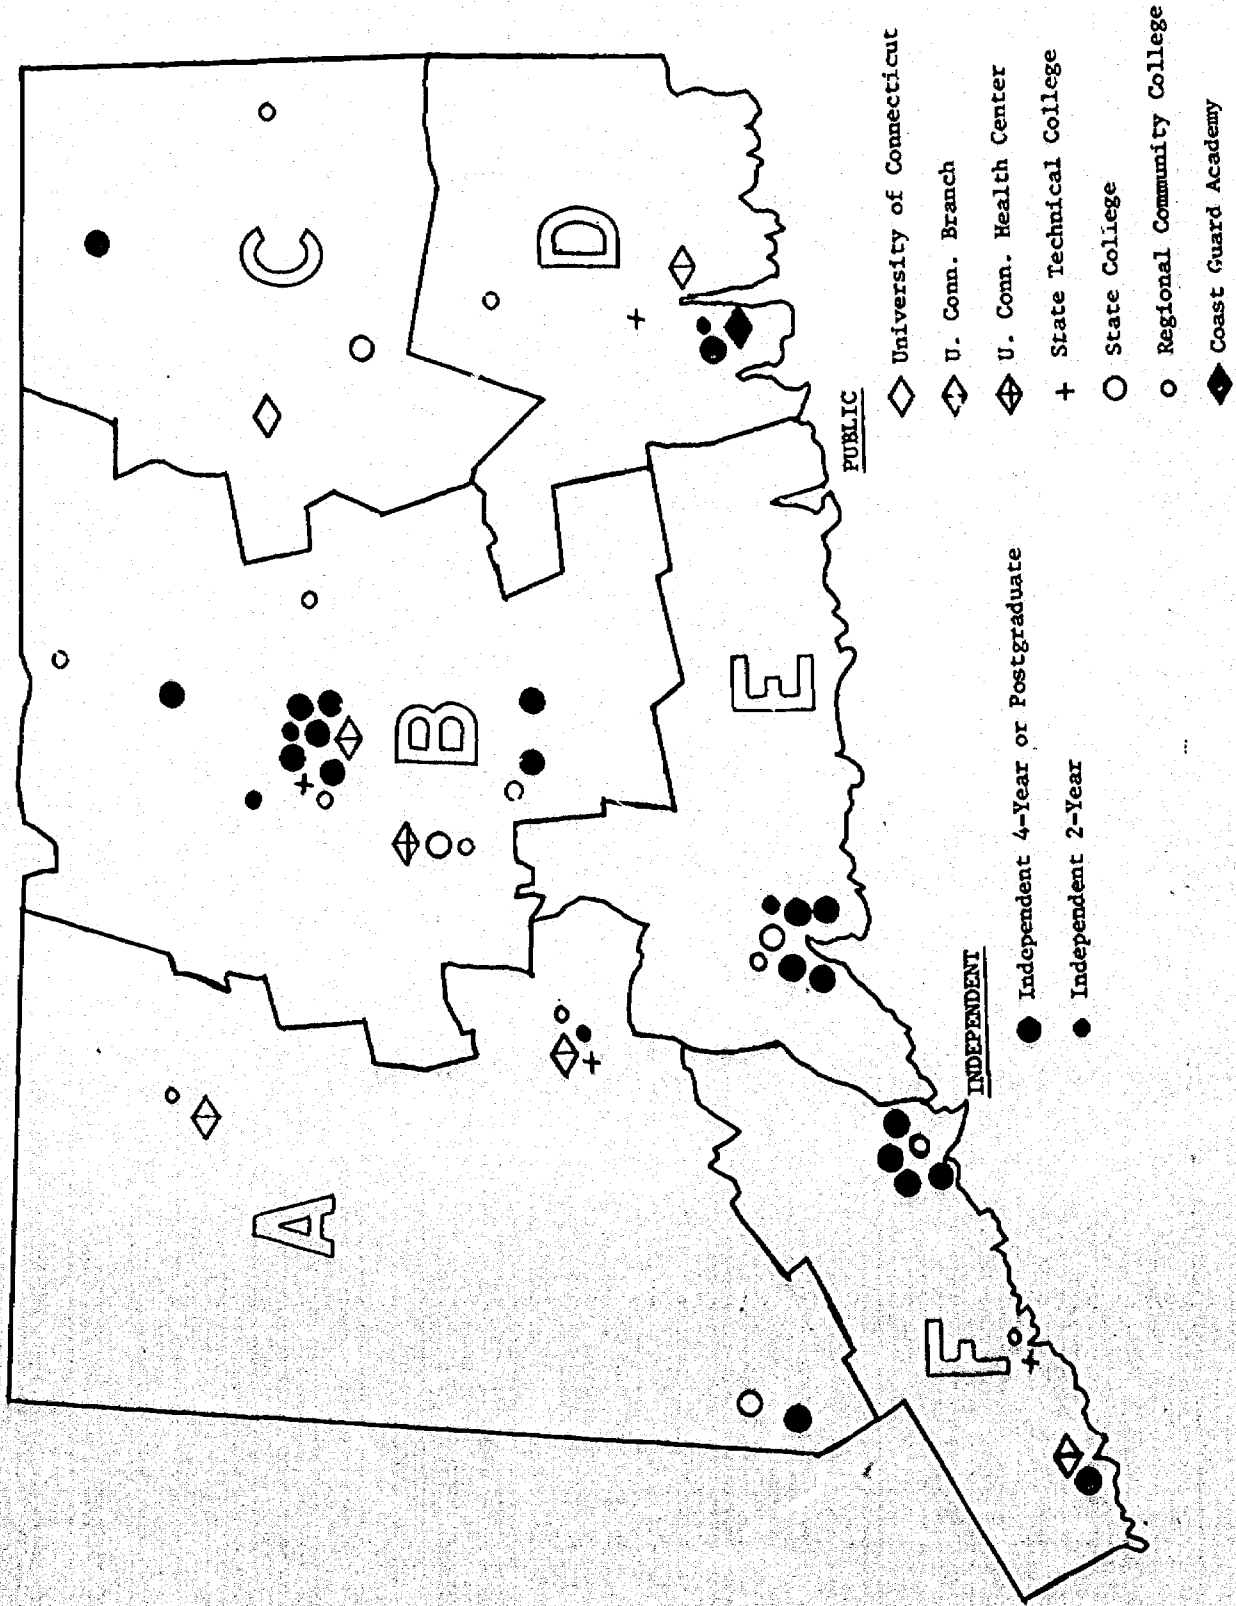 A
B
C
D
E
F
PUBLIC
University of Connecticut
U. Conn. Branch
U. Conn. Health Center
State Technical College
State College
Regional Community College
Coast Guard Academy
INDEPENDENT
Independent 4-Year or Postgraduate
Independent 2-Year